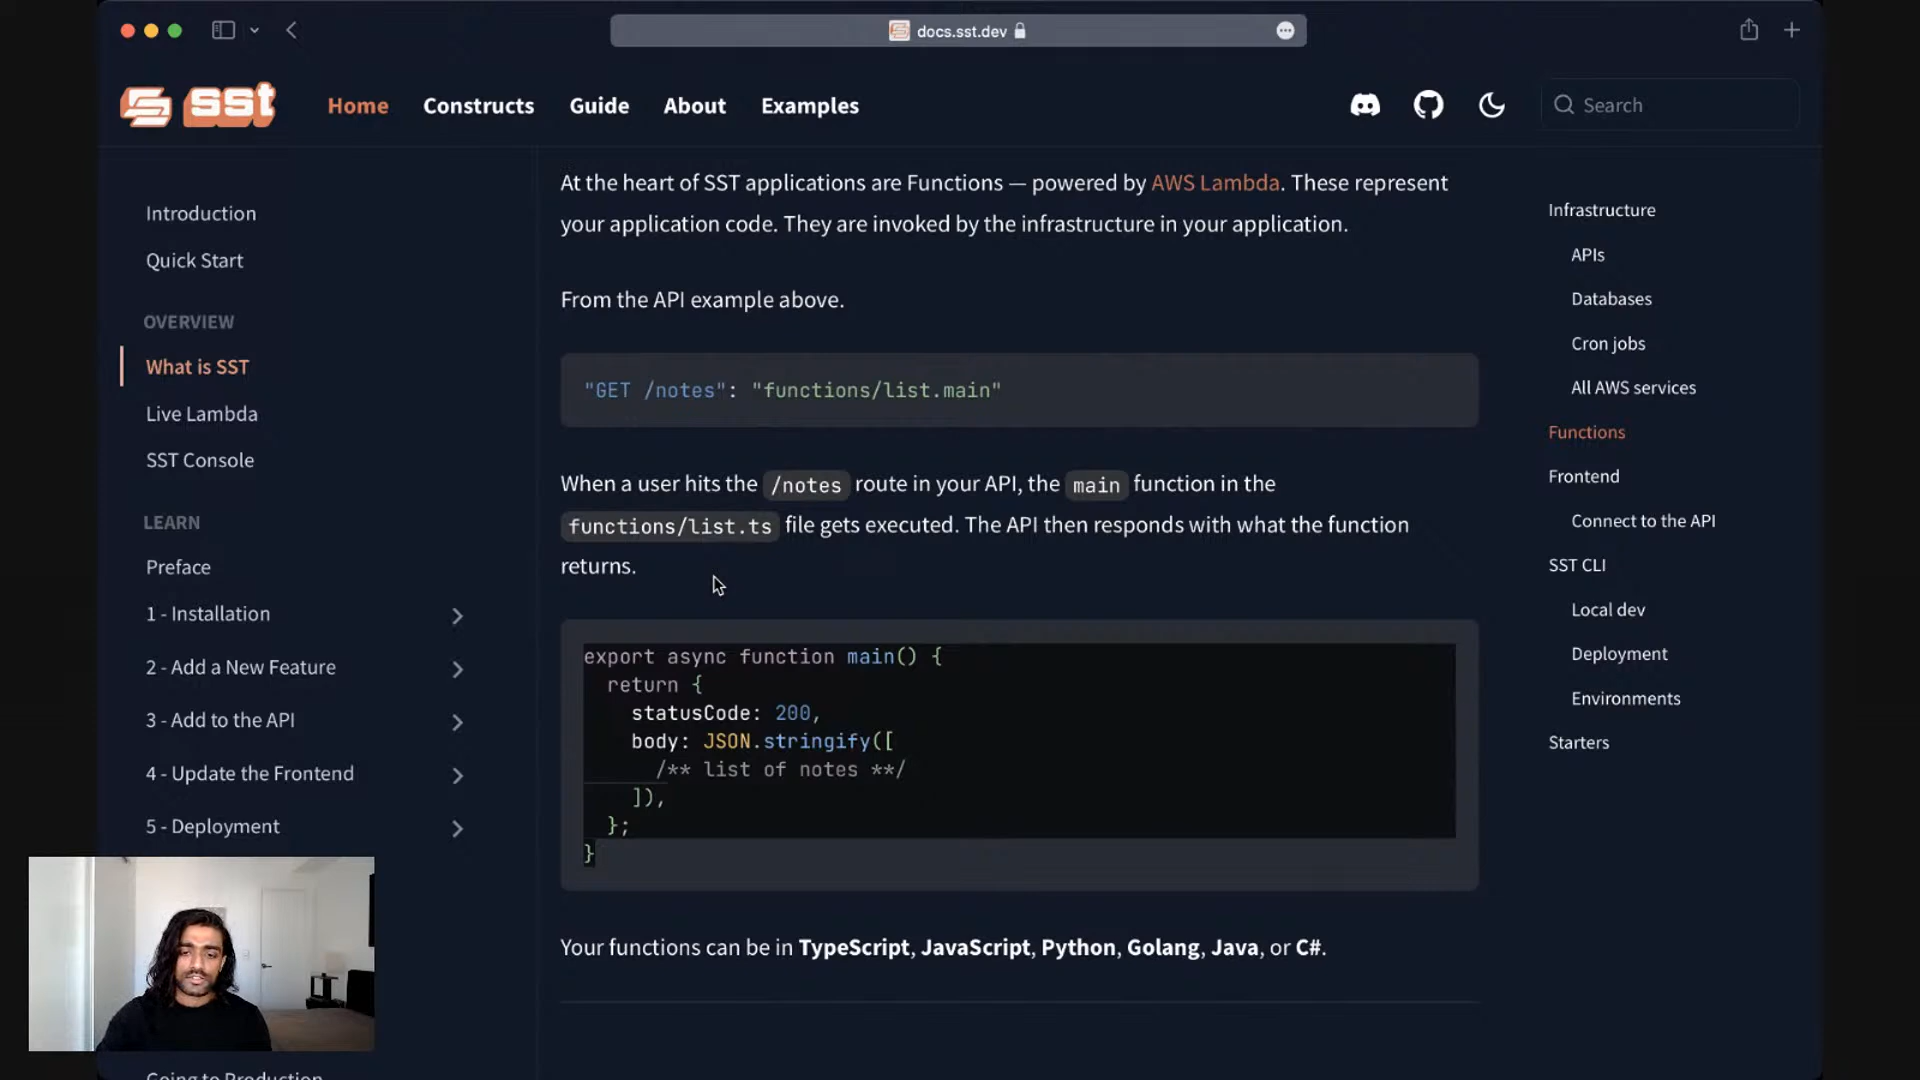 docs.sst.dev
sst
Home
Constructs
Guide
About
Examples
Search
Introduction
Quick Start
OVERVIEW
What is SST
Live Lambda
SST Console
LEARN
Preface
1 - Installation
2 - Add a New Feature
3 - Add to the API
4 - Update the Frontend
5 - Deployment
Going to Production
At the heart of SST applications are Functions — powered by AWS Lambda. These represent
your application code. They are invoked by the infrastructure in your application.
From the API example above.
"GET /notes": "functions/list.main"
When a user hits the /notes route in your API, the main function in the
functions/list.ts file gets executed. The API then responds with what the function
returns.
export async function main() {
return {
statusCode: 200,
body: JSON.stringify([
/** list of notes **/
]),
};
}
Your functions can be in TypeScript, JavaScript, Python, Golang, Java, or C#.
Infrastructure
APIs
Databases
Cron jobs
All AWS services
Functions
Frontend
Connect to the API
SST CLI
Local dev
Deployment
Environments
Starters